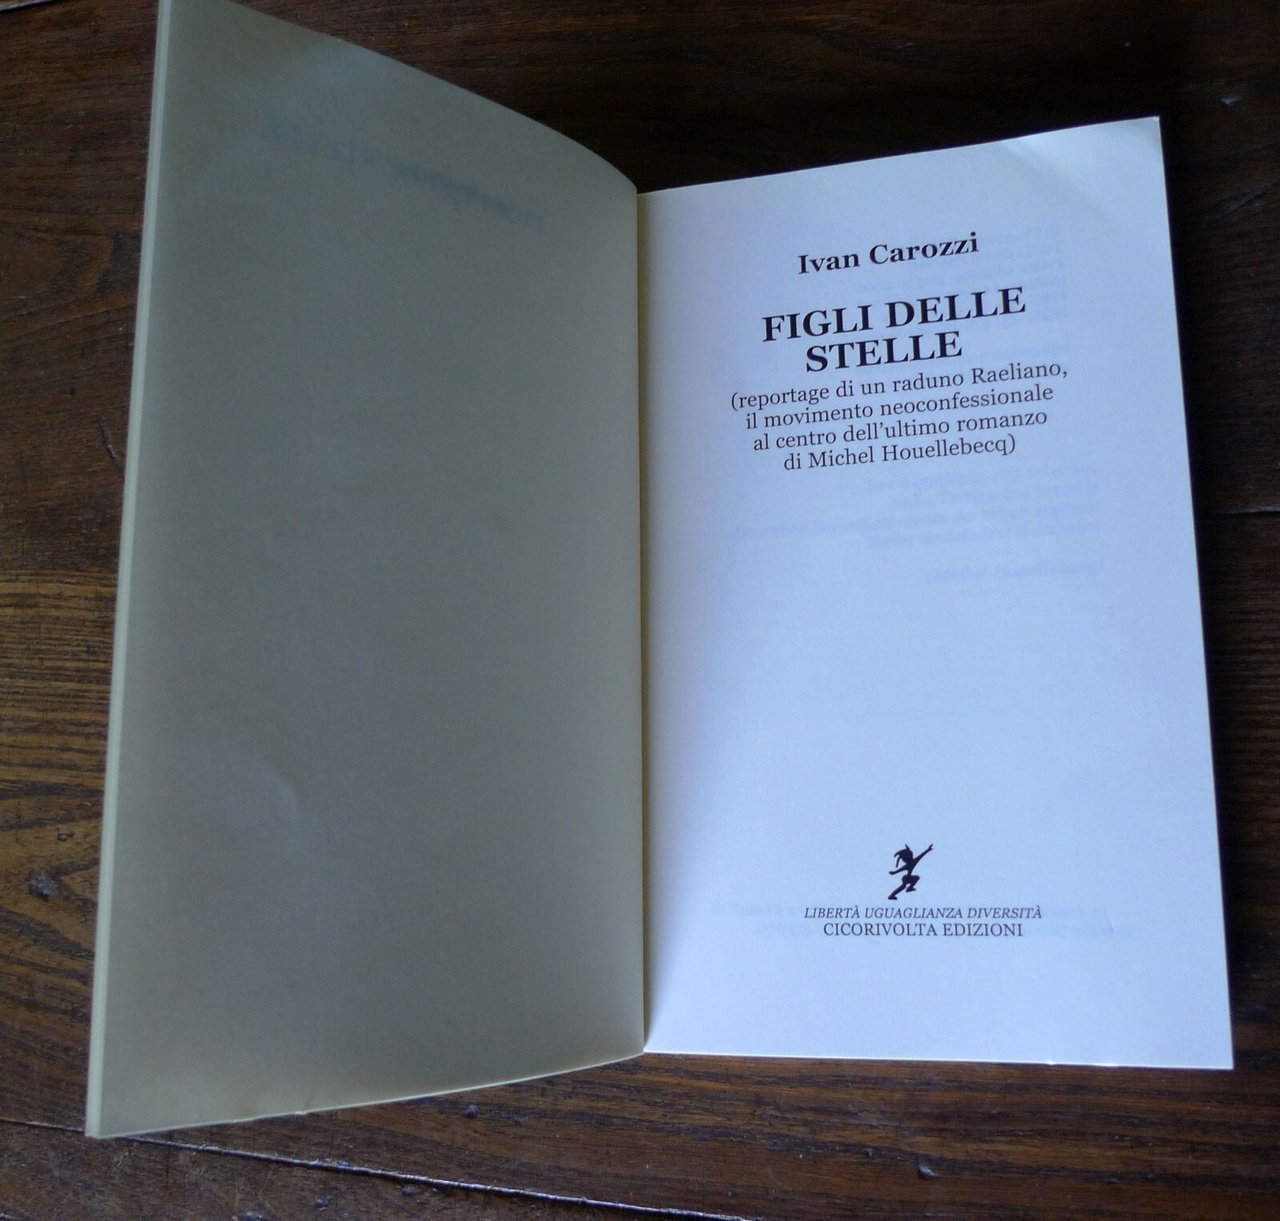 Ivan Carozzi
FIGLI DELLE
STELLE
(reportage di un raduno Raeliano,
il movimento neoconfessionale
al centro dell'ultimo romanzo
di Michel Houellebecq)
LIBERTÀ UGUAGLIANZA DIVERSITÀ
CICORIVOLTA EDIZIONI